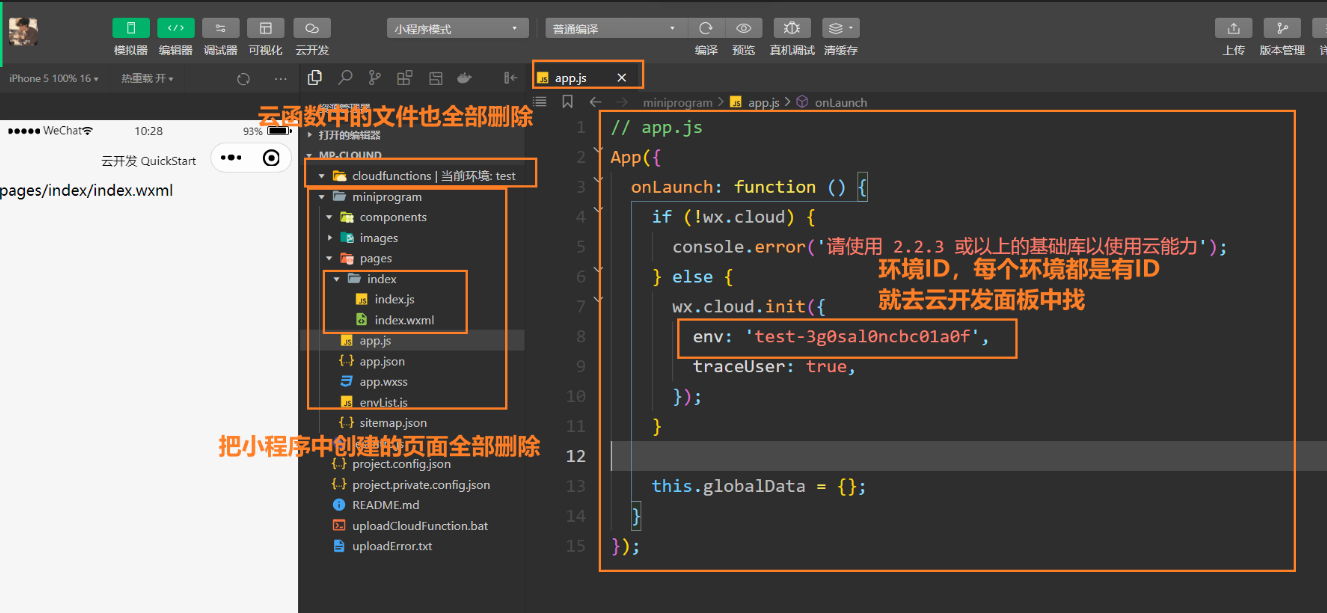 模拟器 编辑器 调试器 可视化 云开发
小程序模式
普通编译
编译 预览 真机调试 清缓存
上传 版本管理
iPhone 5 100% 16
热重载 开
WeChat
10:28
93%
云开发 QuickStart
pages/index/index.wxml
云函数中的文件也全部删除
打开的编辑器
MP-CLOUND
cloudfunctions | 当前环境: test
miniprogram
components
images
pages
index
index.js
index.wxml
app.js
app.json
app.wxss
envList.js
sitemap.json
把小程序中创建的页面全部删除
project.config.json
project.private.config.json
README.md
uploadCloudFunction.bat
uploadError.txt
JS app.js
miniprogram > JS app.js > onLaunch
1 // app.js
2 App({
3 onLaunch: function () {
4 if (!wx.cloud) {
5 console.error('请使用 2.2.3 或以上的基础库以使用云能力');
6 } else {
环境ID，每个环境都是有ID
就去云开发面板中找
7 wx.cloud.init({
8 env: 'test-3g0sal0ncbc01a0f',
9 traceUser: true,
10 });
11 }
12
13 this.globalData = {};
14 }
15 });